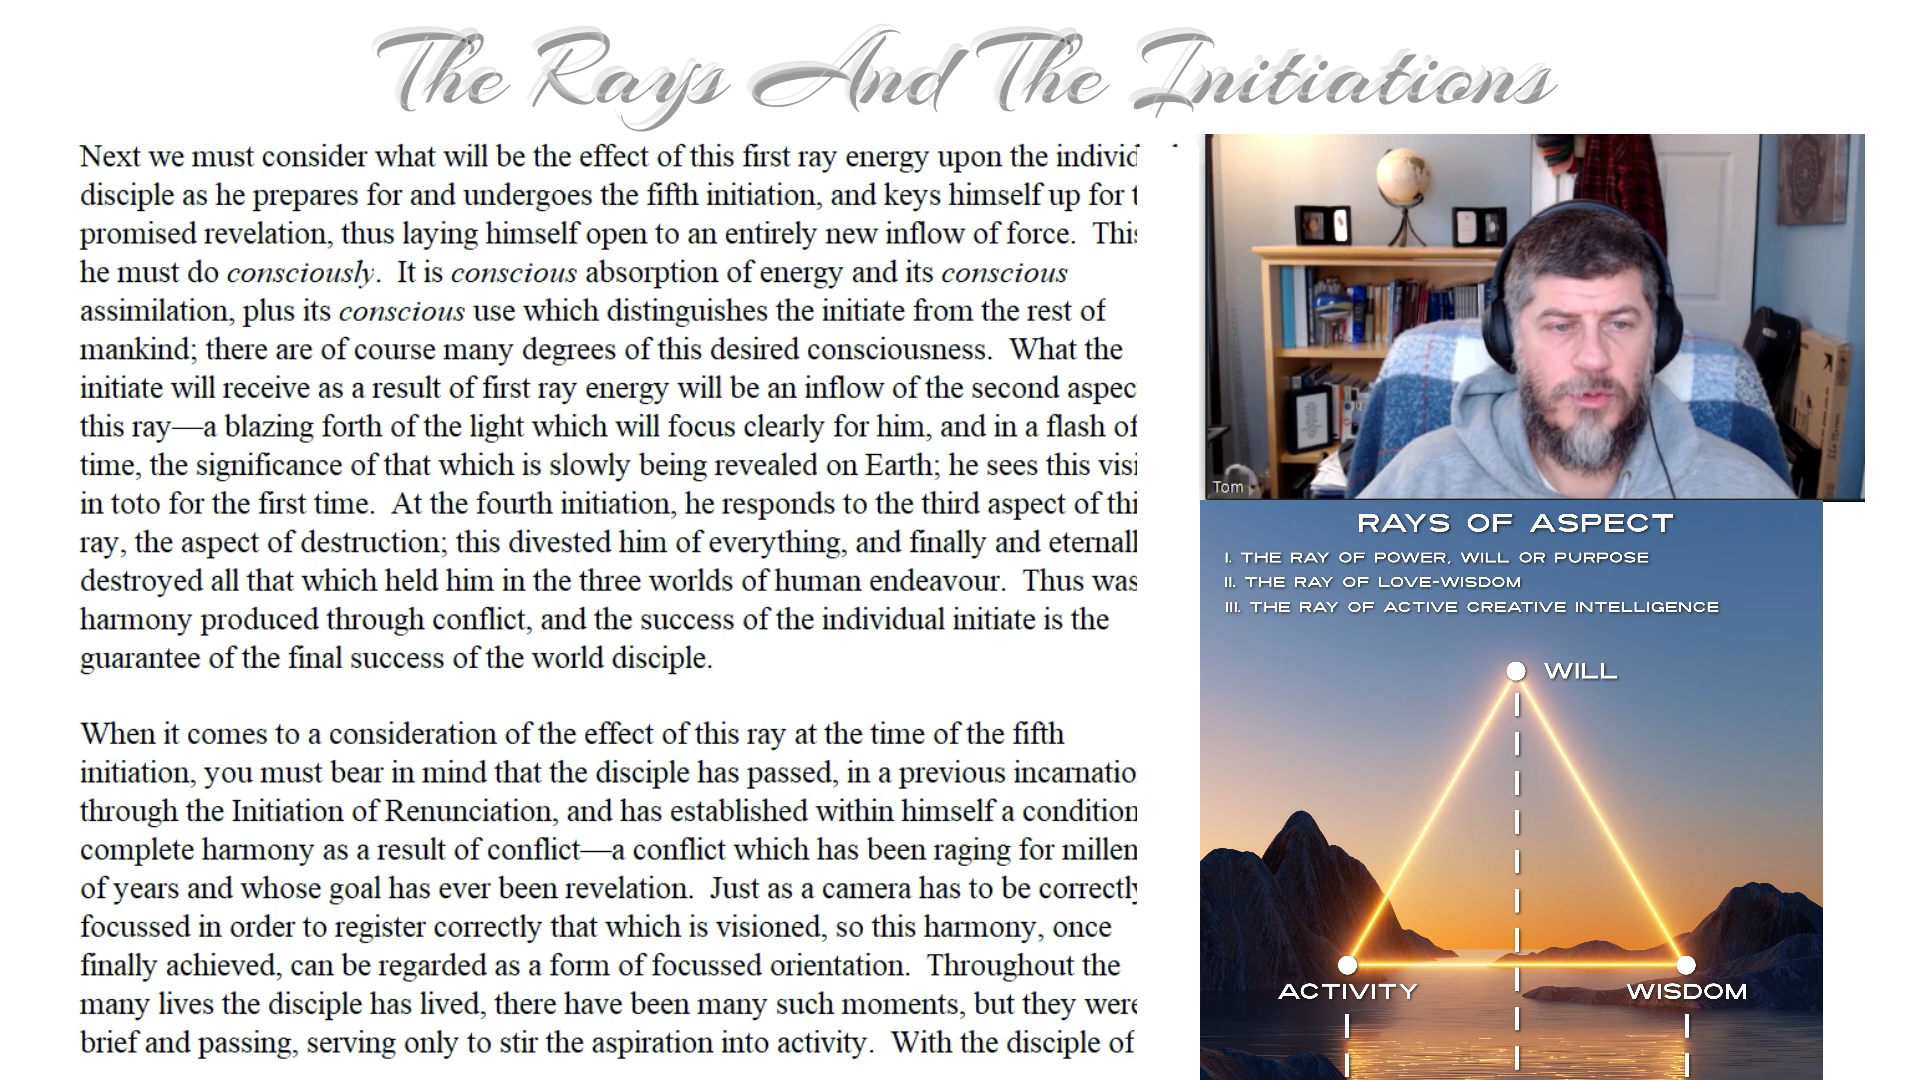 The Rays And The Initiations
Next we must consider what will be the effect of this first ray energy upon the
disciple as he prepares for and undergoes the fifth initiation, and keys himself up for
promised revelation, thus laying himself open to an entirely new inflow of force. This
he must do consciously. It is conscious absorption of energy and its conscious
assimilation, plus its conscious use which distinguishes the initiate from the rest of
mankind; there are of course many degrees of this desired consciousness. What the
initiate will receive as a result of first ray energy will be an inflow of the second aspec
this ray—a blazing forth of the light which will focus clearly for him, and in a flash of
time, the significance of that which is slowly being revealed on Earth; he sees this
in toto for the first time. At the fourth initiation, he responds to the third aspect of
ray, the aspect of destruction; this divested him of everything, and finally and eternall
destroyed all that which held him in the three worlds of human endeavour. Thus was
harmony produced through conflict, and the success of the individual initiate is the
guarantee of the final success of the world disciple.
When it comes to a consideration of the effect of this ray at the time of the fifth
initiation, you must bear in mind that the disciple has passed, in a previous incarnatio
through the Initiation of Renunciation, and has established within himself a condition
complete harmony as a result of conflict—a conflict which has been raging for millen
of years and whose goal has ever been revelation. Just as a camera has to be correctly
focussed in order to register correctly that which is visioned, so this harmony, once
finally achieved, can be regarded as a form of focussed orientation. Throughout the
many lives the disciple has lived, there have been many such moments, but they were
brief and passing, serving only to stir the aspiration into activity. With the disciple of
Tom
RAYS OF ASPECT
I. THE RAY OF POWER, WILL OR PURPOSE
II. THE RAY OF LOVE-WISDOM
III. THE RAY OF ACTIVE CREATIVE INTELLIGENCE
WILL
ACTIVITY
WISDOM